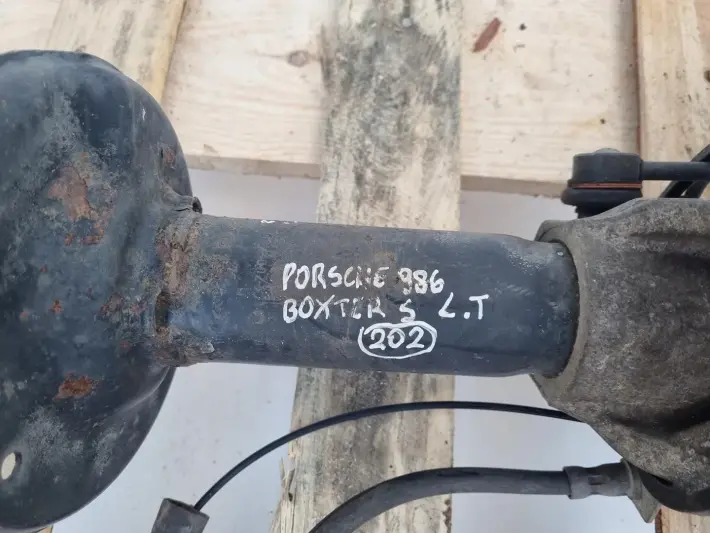 PORSCHE 986
BOXTER S L.T
202